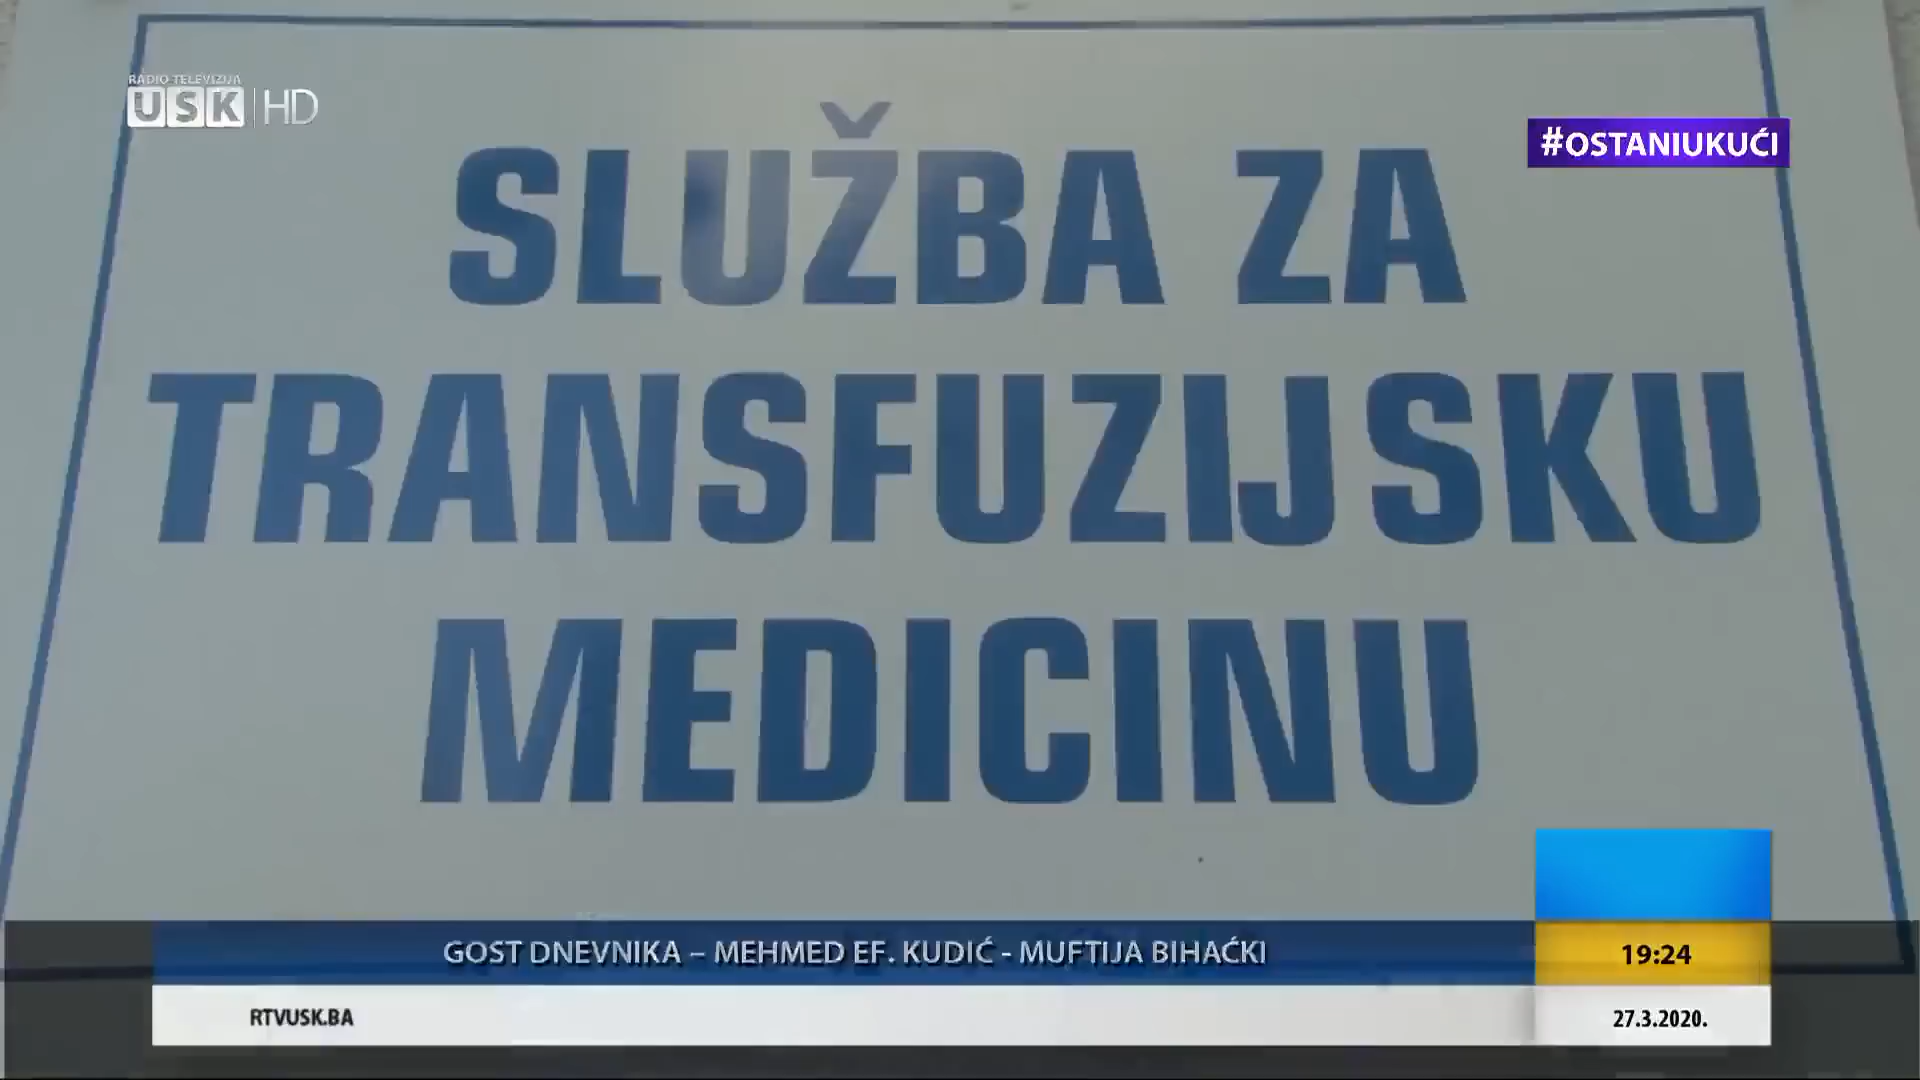 RADIO TELEVIZIJA
USK HD
#OSTANIUKUĆI
SLUŽBA ZA
TRANSFUZIJSKU
MEDICINU
GOST DNEVNIKA – MEHMED EF. KUDIĆ - MUFTIJA BIHAĆKI
19:24
RTVUSK.BA
27.3.2020.